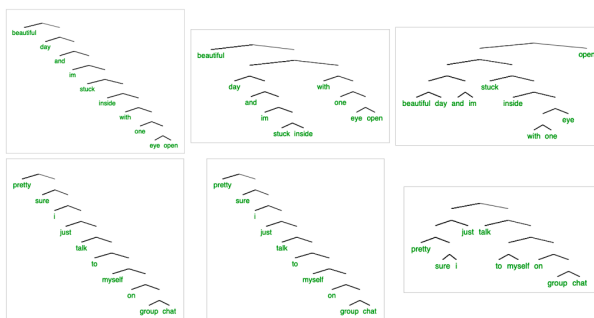 beautiful
day
and
im
stuck
inside
with
one
eye open
beautiful
day with
and one
im eye open
stuck inside
open
stuck
beautiful day and im inside
eye
with one
pretty
sure
i
just
talk
to
myself
on
group chat
pretty
sure
i
just
talk
to
myself
on
group chat
just talk
pretty
sure i to myself on
group chat